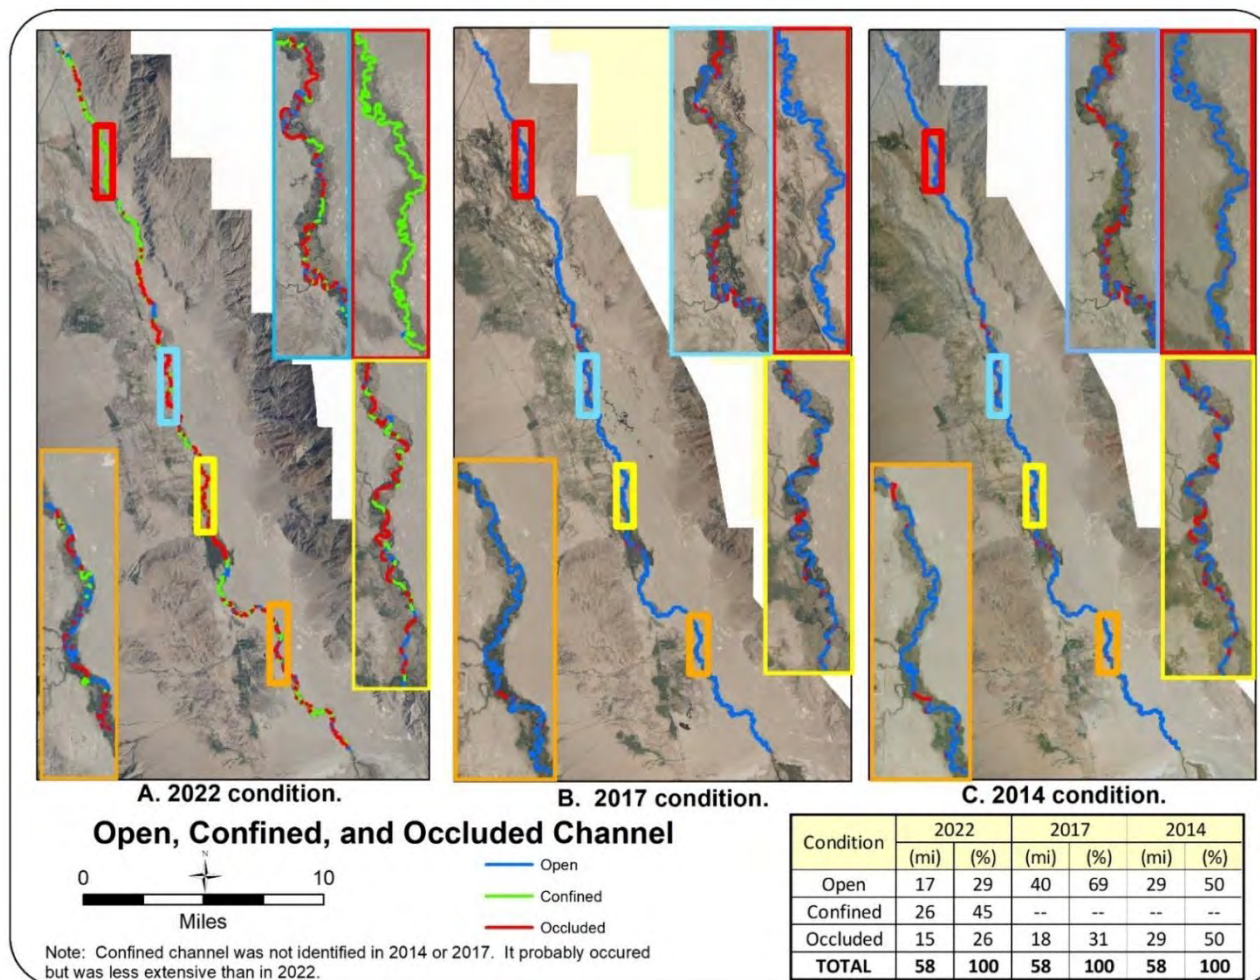 A. 2022 condition.
B. 2017 condition.
C. 2014 condition.
Open, Confined, and Occluded Channel
N
0 10
Miles
Open
Confined
Occluded
Note: Confined channel was not identified in 2014 or 2017. It probably occured
but was less extensive than in 2022.
Condition 2022 2017 2014
(mi) (%) (mi) (%) (mi) (%)
Open 17 29 40 69 29 50
Confined 26 45 -- -- -- --
Occluded 15 26 18 31 29 50
TOTAL 58 100 58 100 58 100